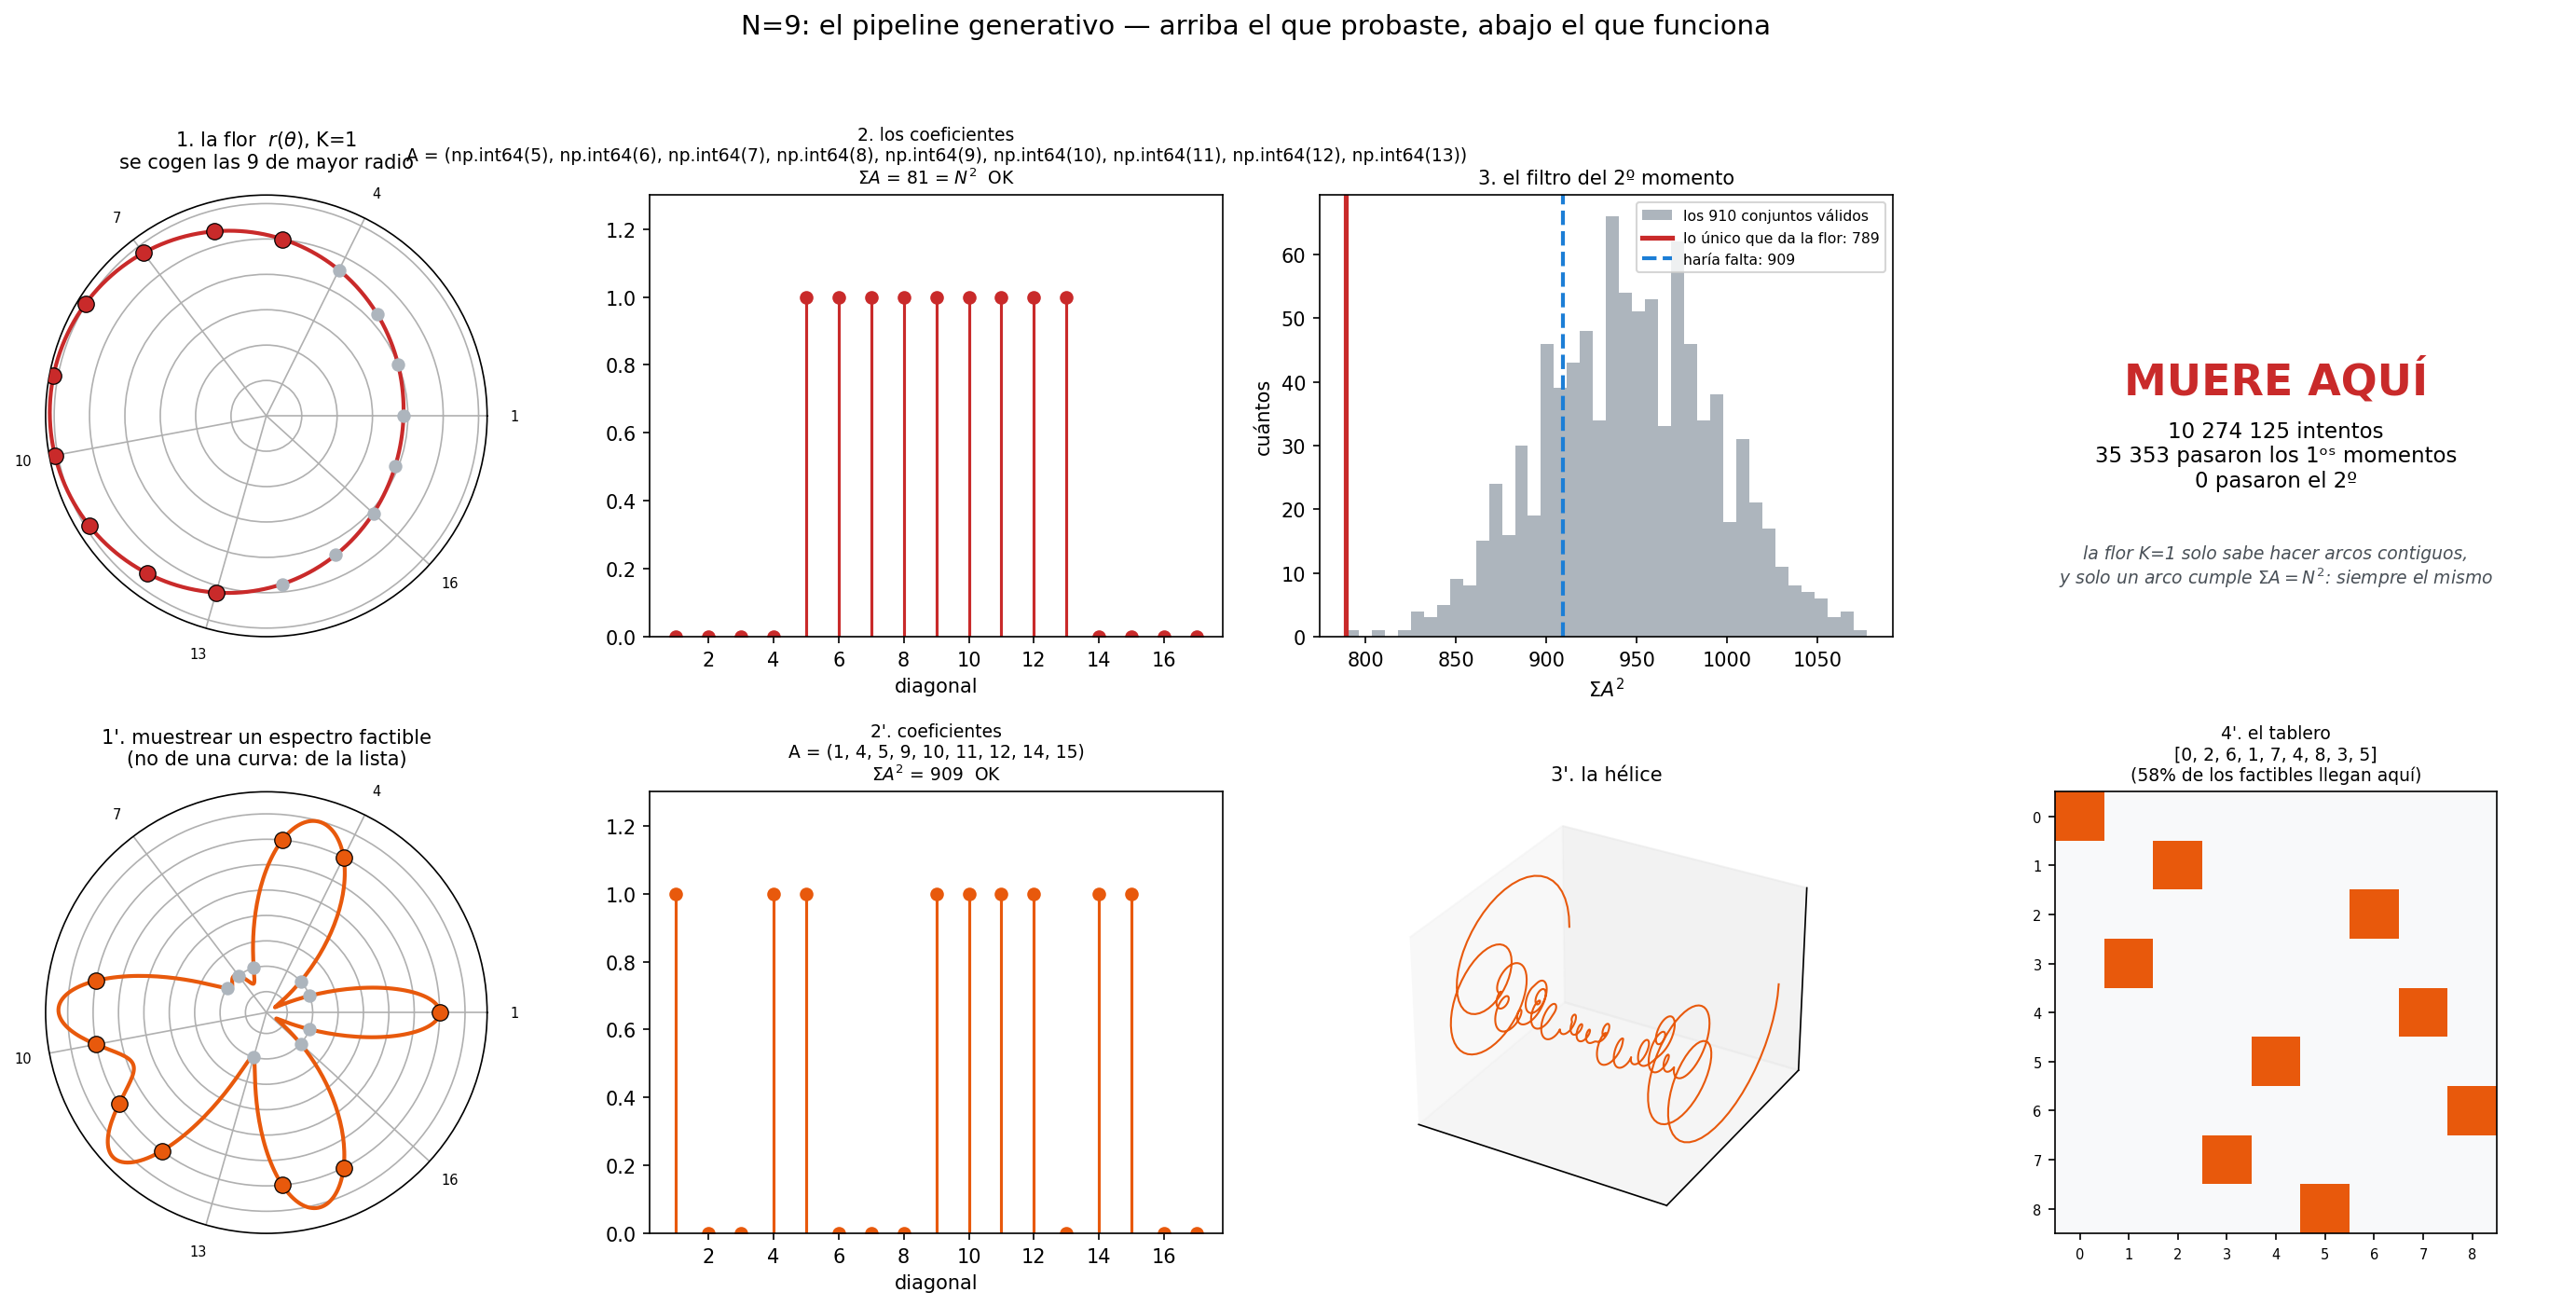 N=9: el pipeline generativo — arriba el que probaste, abajo el que funciona
1. la flor r(θ), K=1
se cogen las 9 de mayor radio
1
4
7
10
13
16
2. los coeficientes
A = (np.int64(5), np.int64(6), np.int64(7), np.int64(8), np.int64(9), np.int64(10), np.int64(11), np.int64(12), np.int64(13))
ΣA = 81 = N² OK
1.2
1.0
0.8
0.6
0.4
0.2
0.0
2 4 6 8 10 12 14 16
diagonal
3. el filtro del 2º momento
los 910 conjuntos válidos
lo único que da la flor: 789
haría falta: 909
cuántos
60
50
40
30
20
10
0
800 850 900 950 1000 1050
ΣA²
MUERE AQUÍ
10 274 125 intentos
35 353 pasaron los 1ᵒˢ momentos
0 pasaron el 2º
la flor K=1 solo sabe hacer arcos contiguos,
y solo un arco cumple ΣA = N²: siempre el mismo
1'. muestrear un espectro factible
(no de una curva: de la lista)
1
4
7
10
13
16
2'. coeficientes
A = (1, 4, 5, 9, 10, 11, 12, 14, 15)
ΣA² = 909 OK
1.2
1.0
0.8
0.6
0.4
0.2
0.0
2 4 6 8 10 12 14 16
diagonal
3'. la hélice
4'. el tablero
[0, 2, 6, 1, 7, 4, 8, 3, 5]
(58% de los factibles llegan aquí)
0
1
2
3
4
5
6
7
8
0 1 2 3 4 5 6 7 8